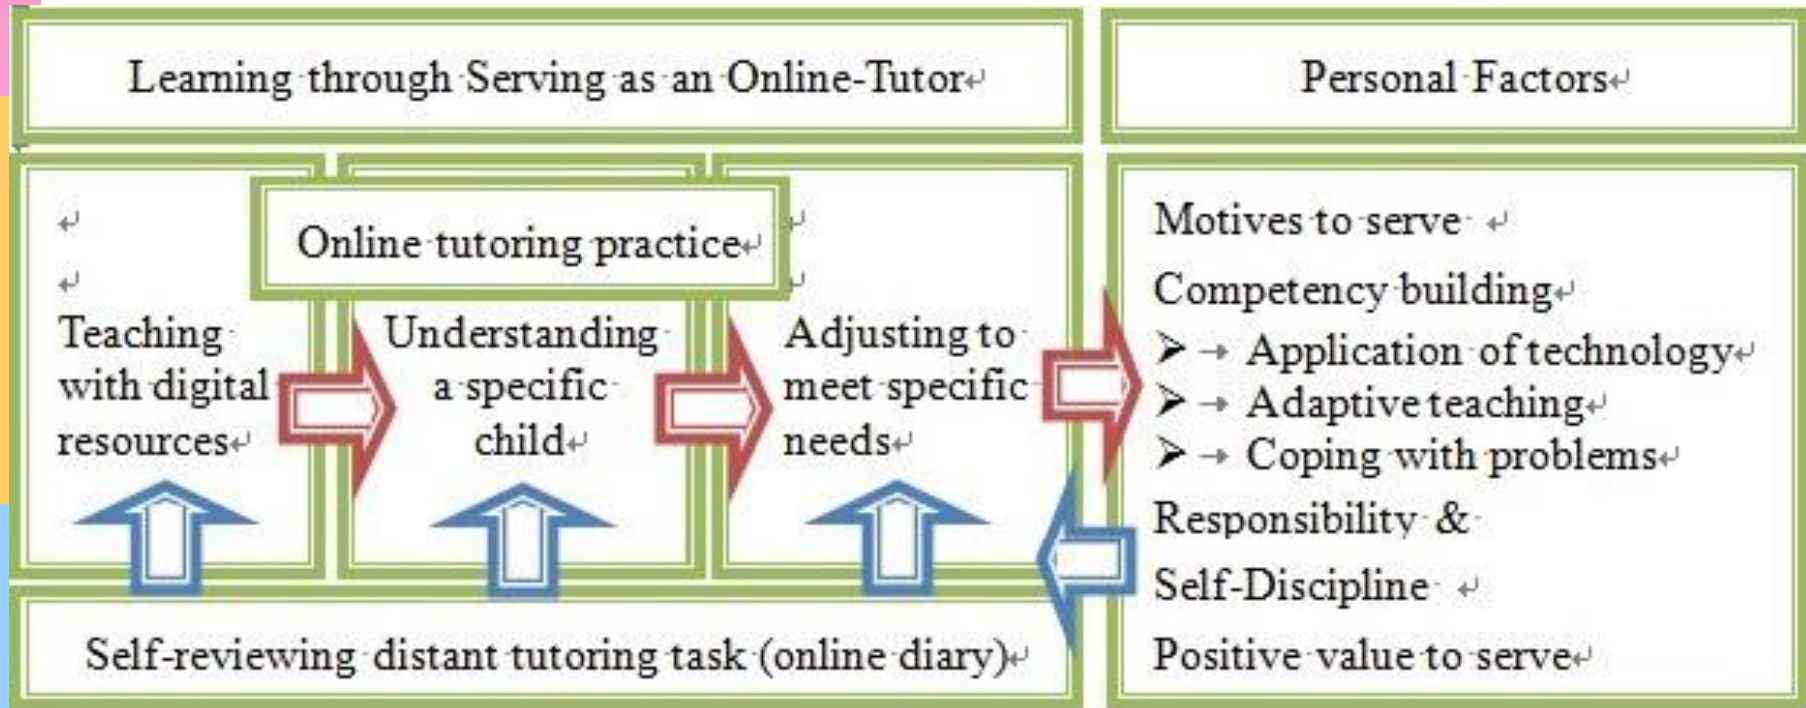 Learning through Serving as an Online-Tutor
Personal Factors
Online tutoring practice
Teaching
with digital
resources
Understanding
a specific
child
Adjusting to
meet specific
needs
Self-reviewing distant tutoring task (online diary)
Motives to serve
Competency building
➤ → Application of technology
➤ → Adaptive teaching
➤ → Coping with problems
Responsibility &
Self-Discipline
Positive value to serve